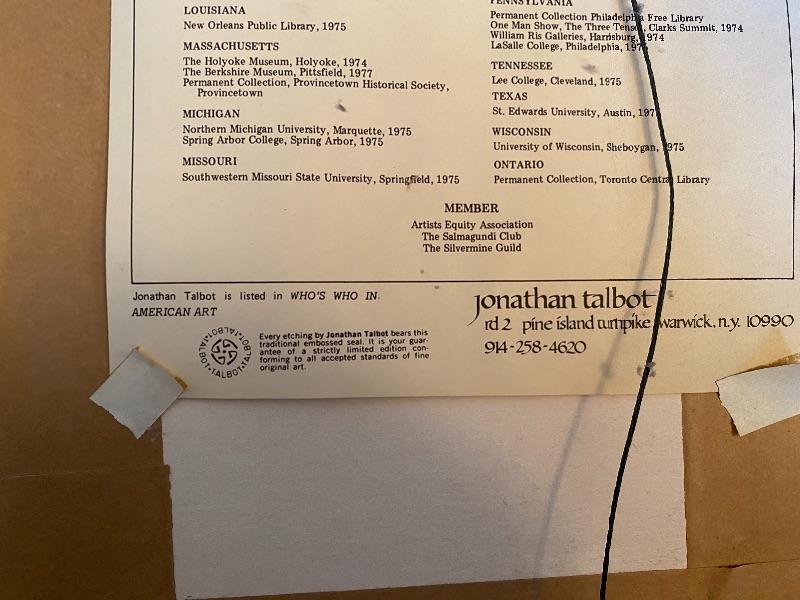 LOUISIANA
New Orleans Public Library, 1975
MASSACHUSETTS
The Holyoke Museum, Holyoke, 1974
The Berkshire Museum, Pittsfield, 1977
Permanent Collection, Provincetown Historical Society,
Provincetown
MICHIGAN
Northern Michigan University, Marquette, 1975
Spring Arbor College, Spring Arbor, 1975
MISSOURI
Southwestern Missouri State University, Springfield, 1975
PENNSYLVANIA
Permanent Collection Philadelphia Free Library
One Man Show, The Three Tens, Clarks Summit, 1974
William Ris Galleries, Harrisburg, 1974
LaSalle College, Philadelphia,
TENNESSEE
Lee College, Cleveland, 1975
TEXAS
St. Edwards University, Austin,
WISCONSIN
University of Wisconsin, Sheboygan, 1975
ONTARIO
Permanent Collection, Toronto Central Library
MEMBER
Artists Equity Association
The Salmagundi Club
The Silvermine Guild
Jonathan Talbot is listed in WHO'S WHO IN
AMERICAN ART
TALBOT·TALBOT·TALBOT·
Every etching by Jonathan Talbot bears this
traditional embossed seal. It is your guar-
antee of a strictly limited edition con-
forming to all accepted standards of fine
original art.
jonathan talbot
rd 2 pine island turnpike warwick, n.y. 10990
914-258-4620